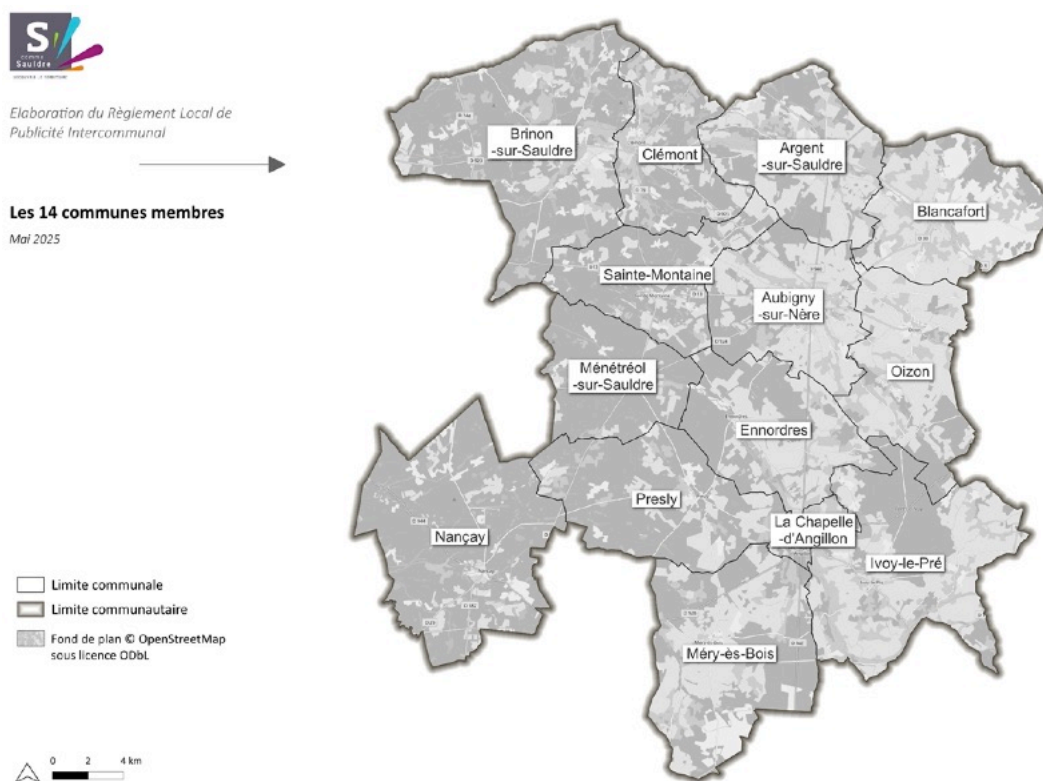 S
Sauldre
Elaboration du Règlement Local de
Publicité Intercommunal
Les 14 communes membres
Mai 2025
Brinon
-sur-Sauldre
Clémont
Argent
-sur-Sauldre
Blancafort
Sainte-Montaine
Aubigny
-sur-Nère
Oizon
Ménétréol
-sur-Sauldre
Ennordres
Presly
La Chapelle
-d'Angillon
Nançay
Ivoy-le-Pré
Méry-ès-Bois
Limite communale
Limite communautaire
Fond de plan © OpenStreetMap
sous licence ODbL
0 2 4 km